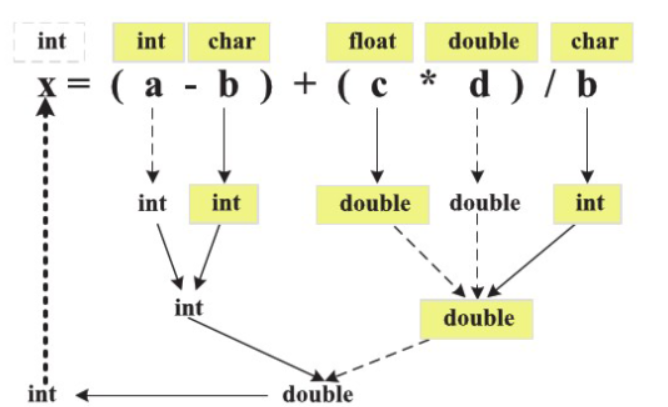 int int char float double char
x = ( a - b ) + ( c * d ) / b
int int double double int
int double
int double